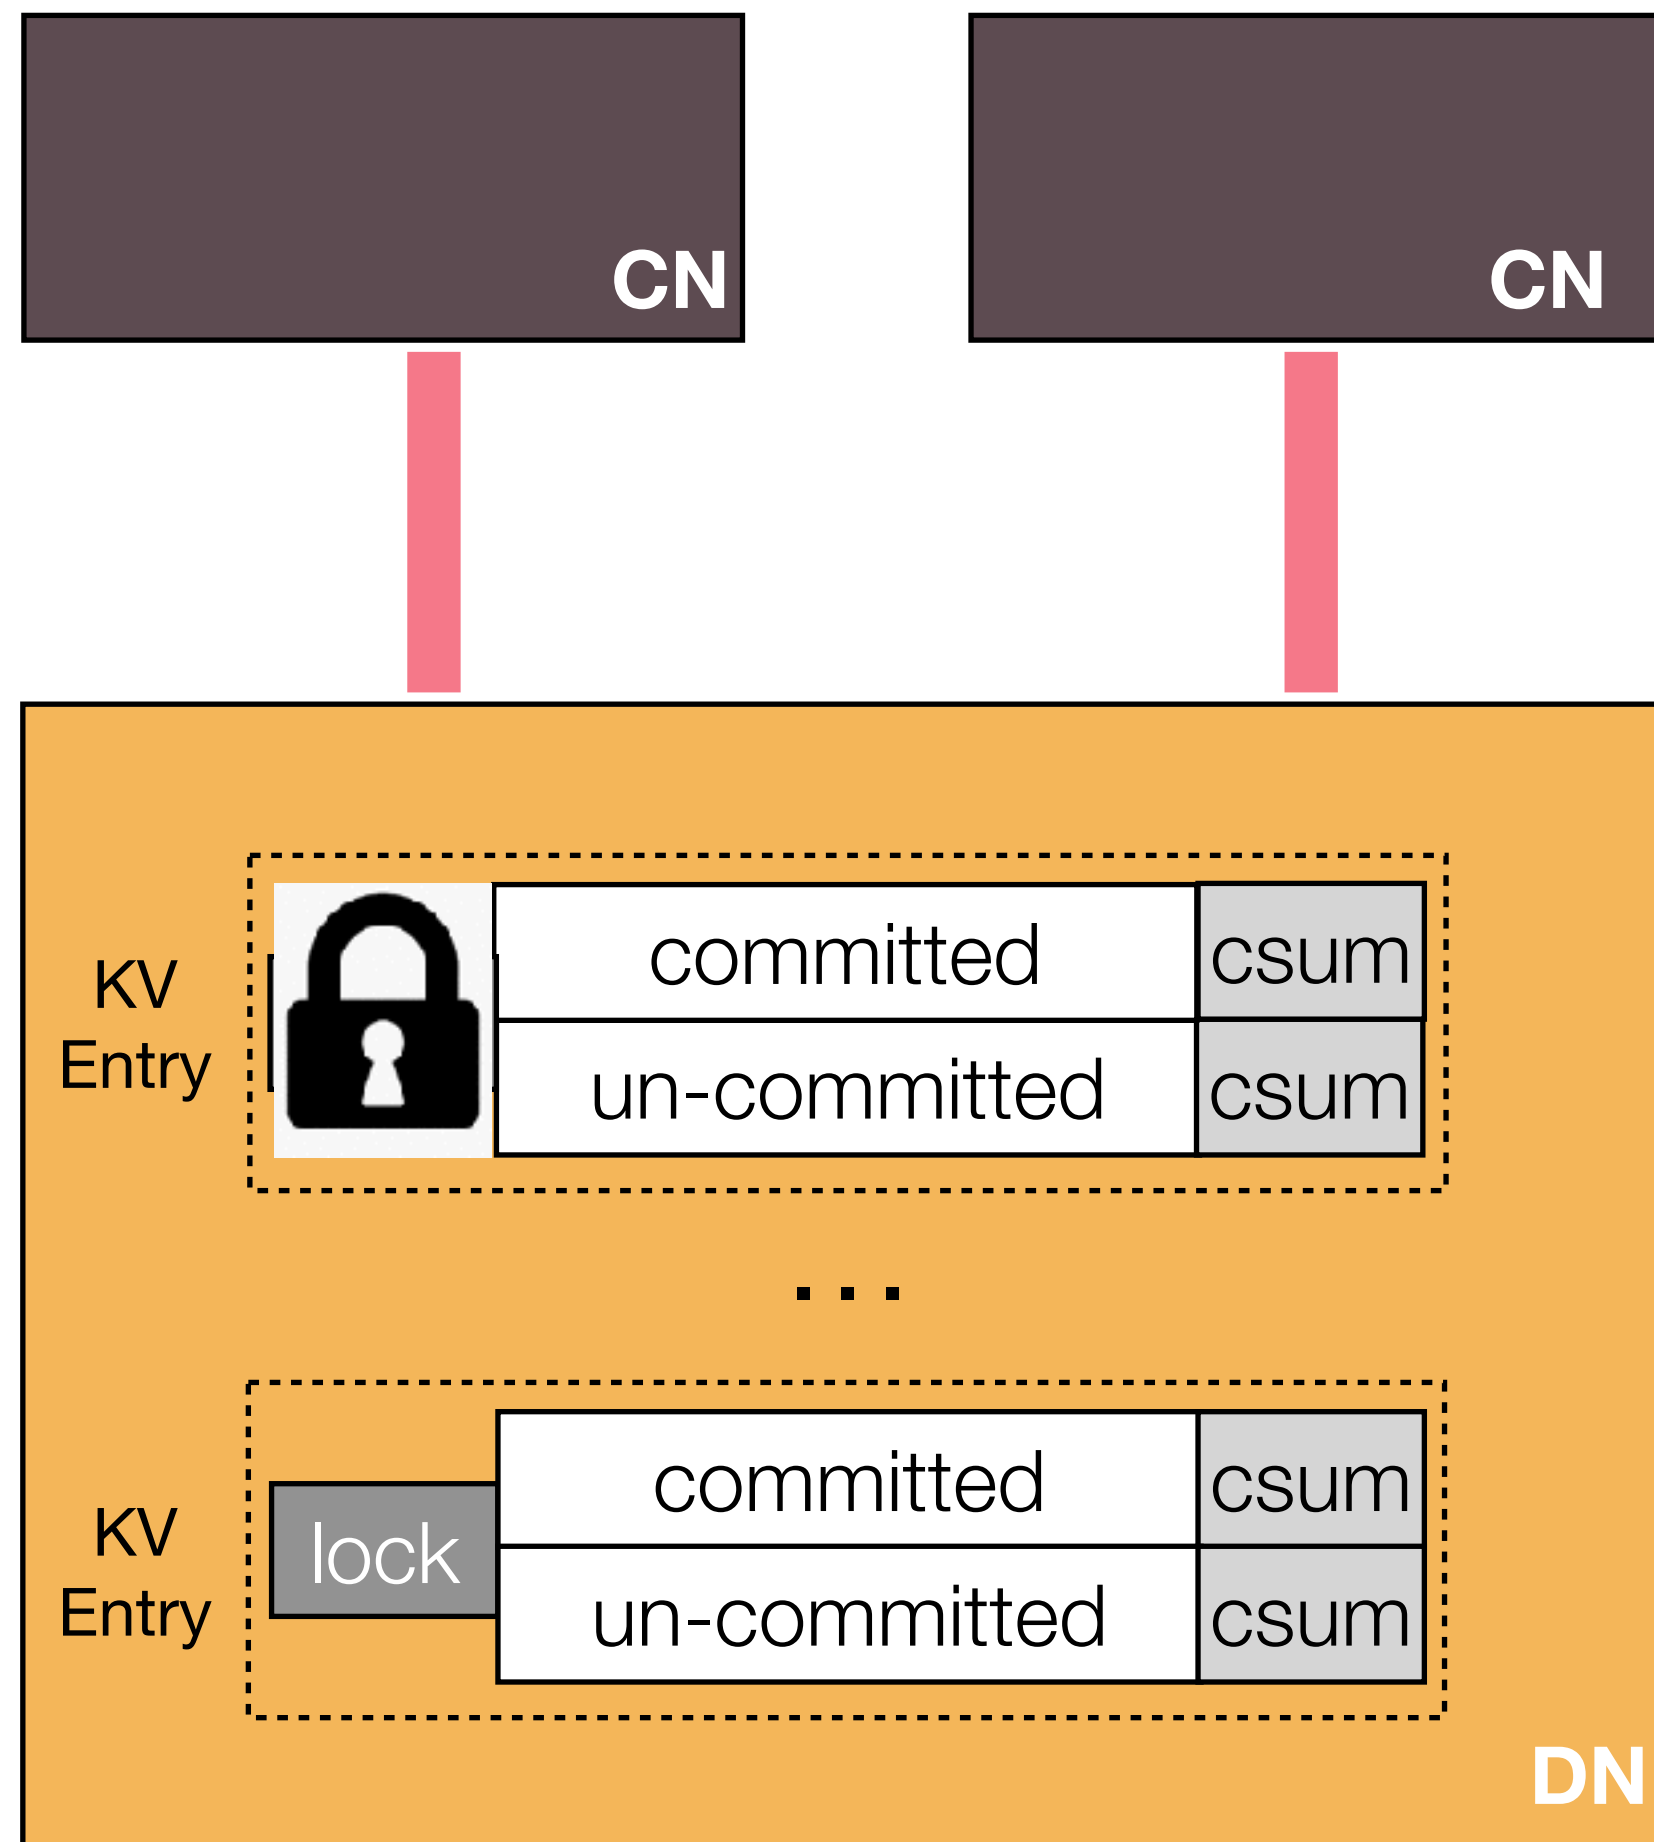 CN
CN
KV
Entry
committed
csum
un-committed
csum
...
KV
Entry
lock
committed
csum
un-committed
csum
DN